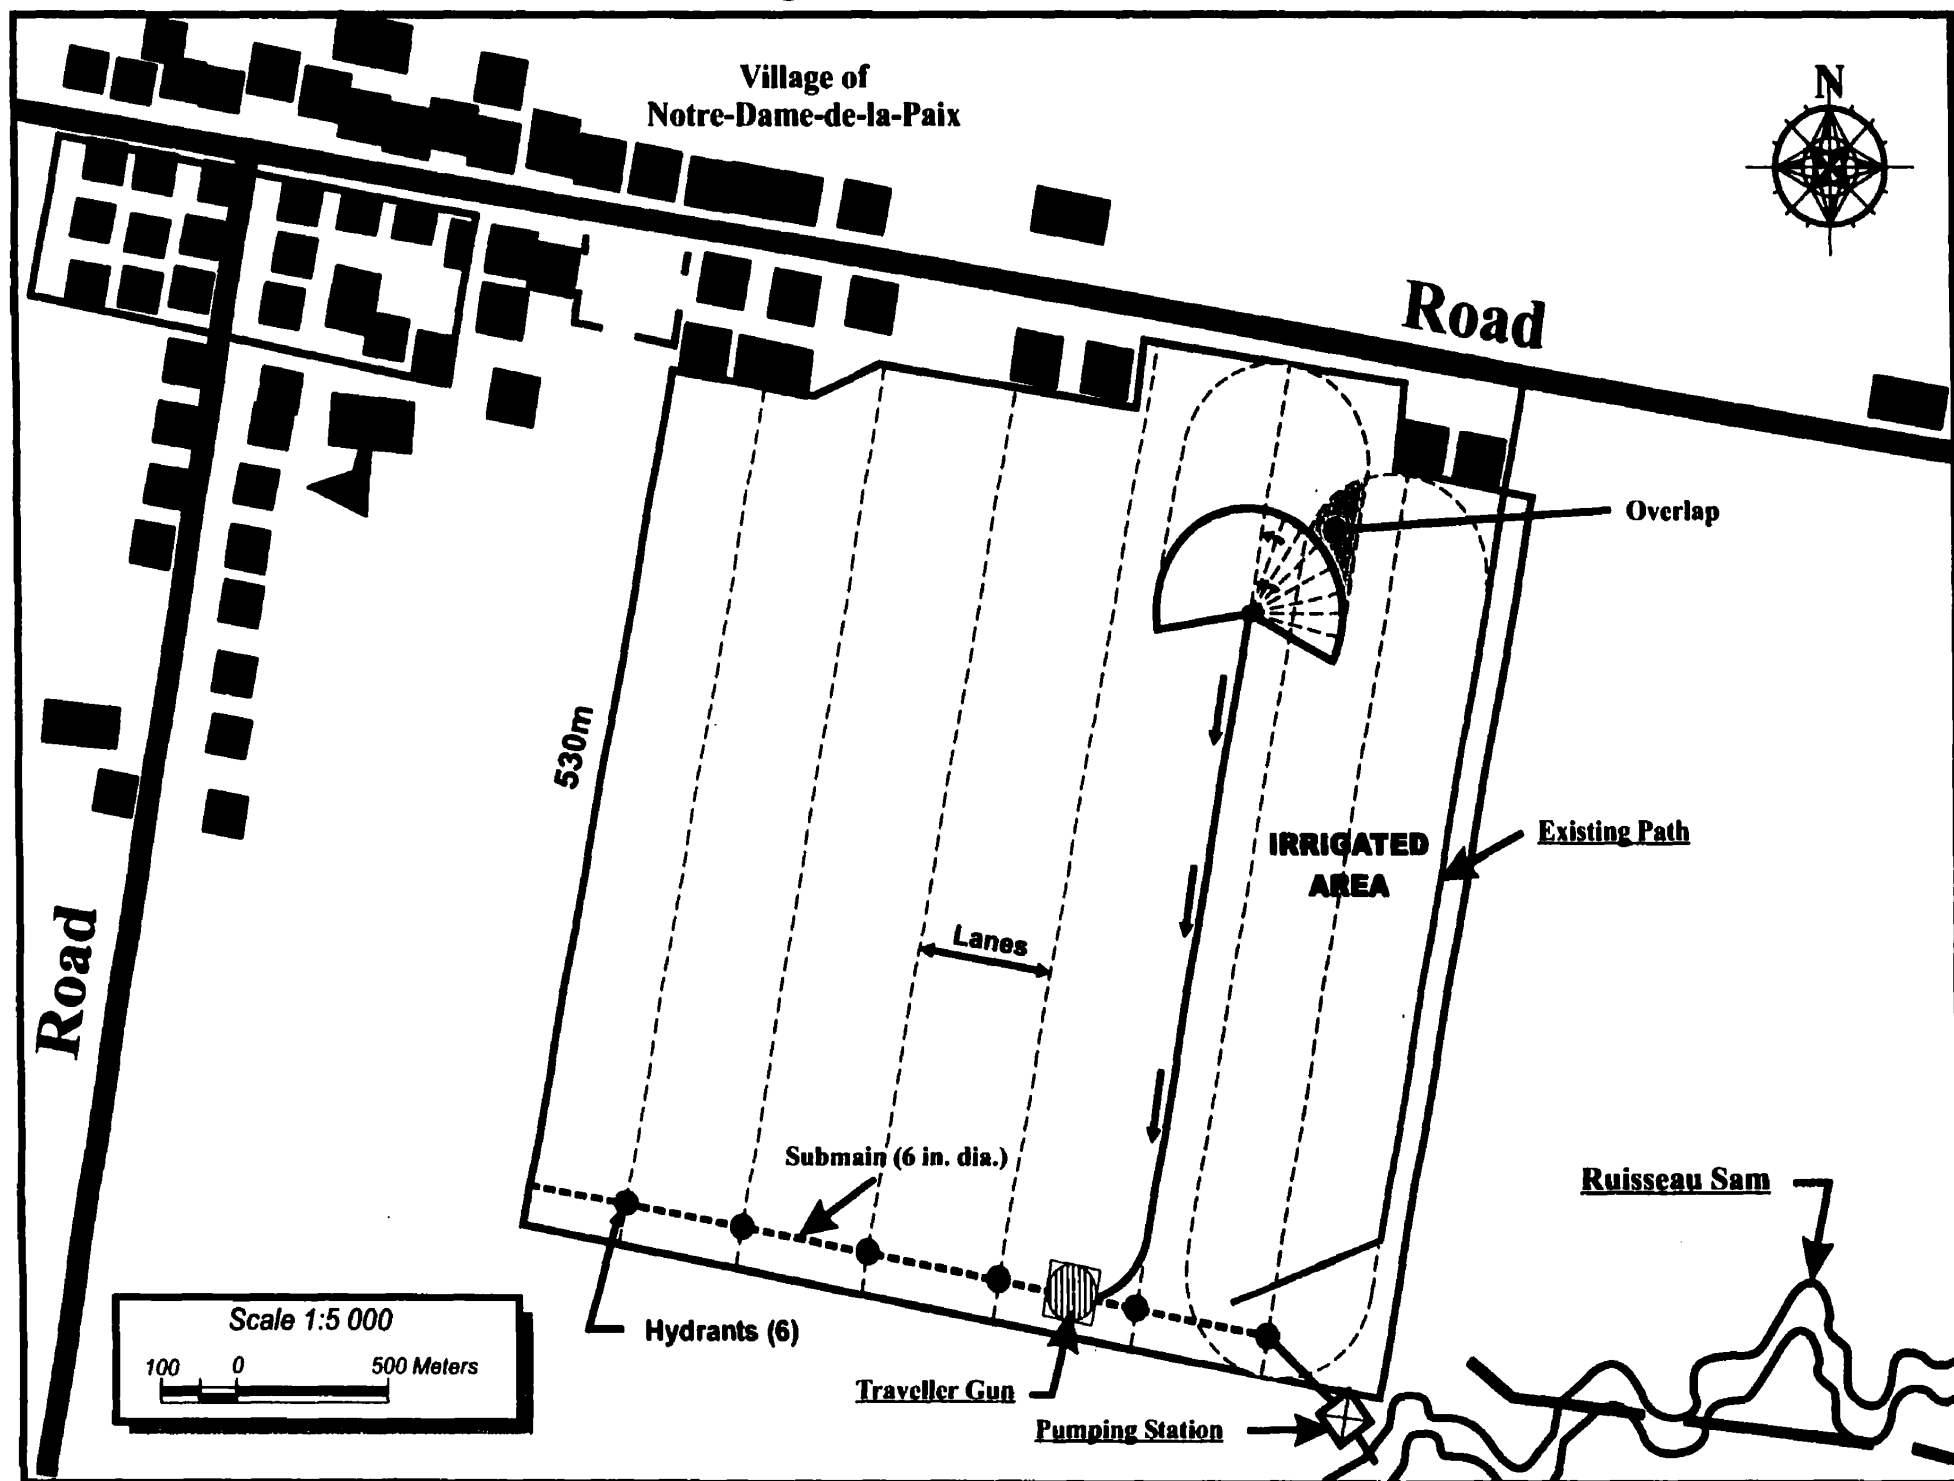 Village of
Notre-Dame-de-la-Paix
N
Road
Overlap
530m
IRRIGATED
AREA
Existing Path
Lanes
Road
Submain (6 in. dia.)
Ruisseau Sam
Scale 1:5 000
100 0 500 Meters
Hydrants (6)
Traveller Gun
Pumping Station